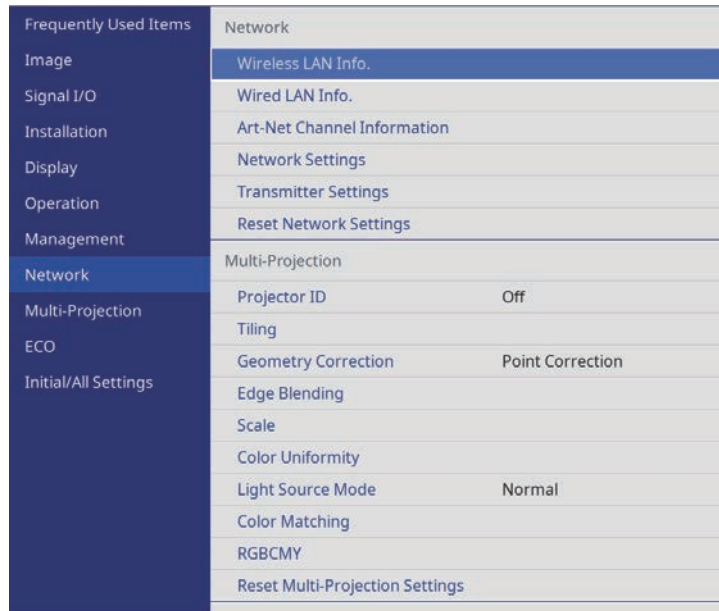 Frequently Used Items
Image
Signal I/O
Installation
Display
Operation
Management
Network
Multi-Projection
ECO
Initial/All Settings
Network
Wireless LAN Info.
Wired LAN Info.
Art-Net Channel Information
Network Settings
Transmitter Settings
Reset Network Settings
Multi-Projection
Projector ID Off
Tiling
Geometry Correction Point Correction
Edge Blending
Scale
Color Uniformity
Light Source Mode Normal
Color Matching
RGBCMY
Reset Multi-Projection Settings